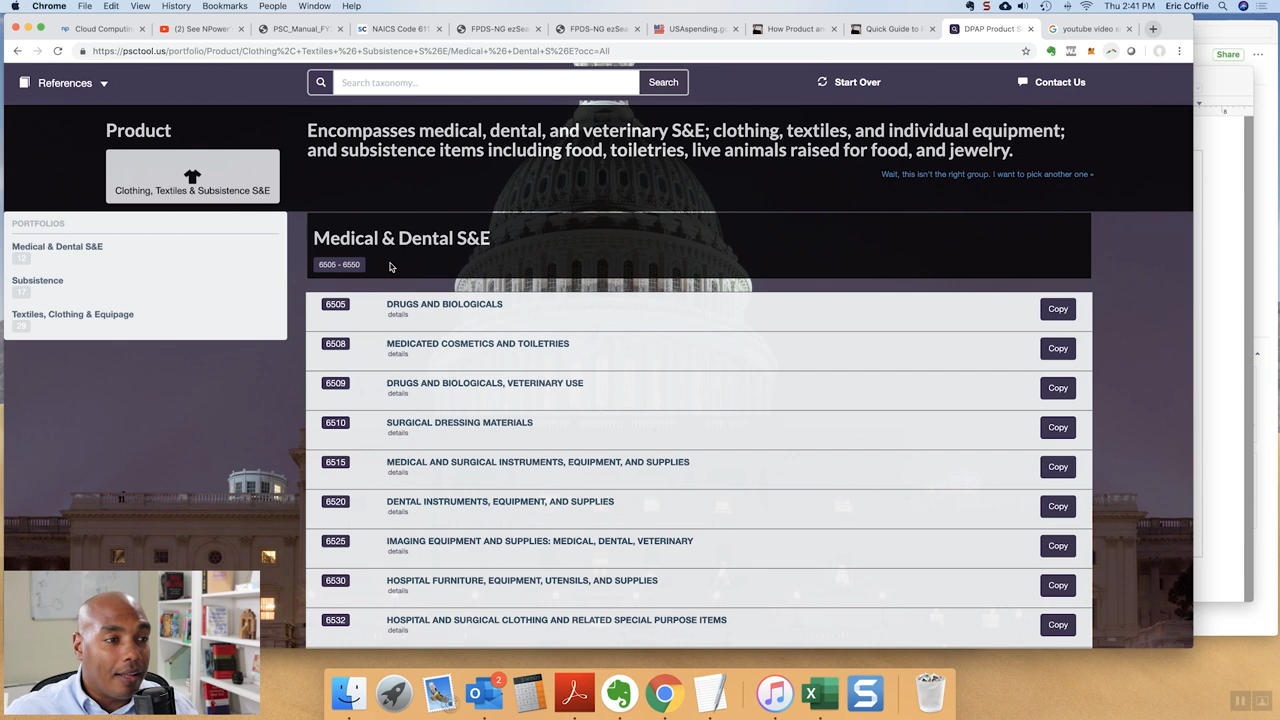 Chrome File Edit View History Bookmarks People Window Help
Thu 2:41 PM Eric Coffie
Cloud Computing
See NPower
PSC_Manual_FY
NAICS Code 611
FPDS-NG ezSea
FPDS-NG ezSea
USAspending.g
How Product an
Quick Guide to
DPAP Product S
youtube video s
https://psctool.us/portfolio/Product/Clothing%2C+Textiles+%26+Subsistence+S%26E/Medical+%26+Dental+S%26E?occ=All
Share
References
Search taxonomy...
Search
Start Over
Contact Us
8
Product
Clothing, Textiles & Subsistence S&E
Encompasses medical, dental, and veterinary S&E; clothing, textiles, and individual equipment;
and subsistence items including food, toiletries, live animals raised for food, and jewelry.
Wait, this isn't the right group. I want to pick another one »
PORTFOLIOS
Medical & Dental S&E
12
Subsistence
17
Textiles, Clothing & Equipage
29
Medical & Dental S&E
6505 - 6550
6505 DRUGS AND BIOLOGICALS Copy
details
6508 MEDICATED COSMETICS AND TOILETRIES Copy
details
6509 DRUGS AND BIOLOGICALS, VETERINARY USE Copy
details
6510 SURGICAL DRESSING MATERIALS Copy
details
6515 MEDICAL AND SURGICAL INSTRUMENTS, EQUIPMENT, AND SUPPLIES Copy
details
6520 DENTAL INSTRUMENTS, EQUIPMENT, AND SUPPLIES Copy
details
6525 IMAGING EQUIPMENT AND SUPPLIES: MEDICAL, DENTAL, VETERINARY Copy
details
6530 HOSPITAL FURNITURE, EQUIPMENT, UTENSILS, AND SUPPLIES Copy
details
6532 HOSPITAL AND SURGICAL CLOTHING AND RELATED SPECIAL PURPOSE ITEMS Copy
details
2